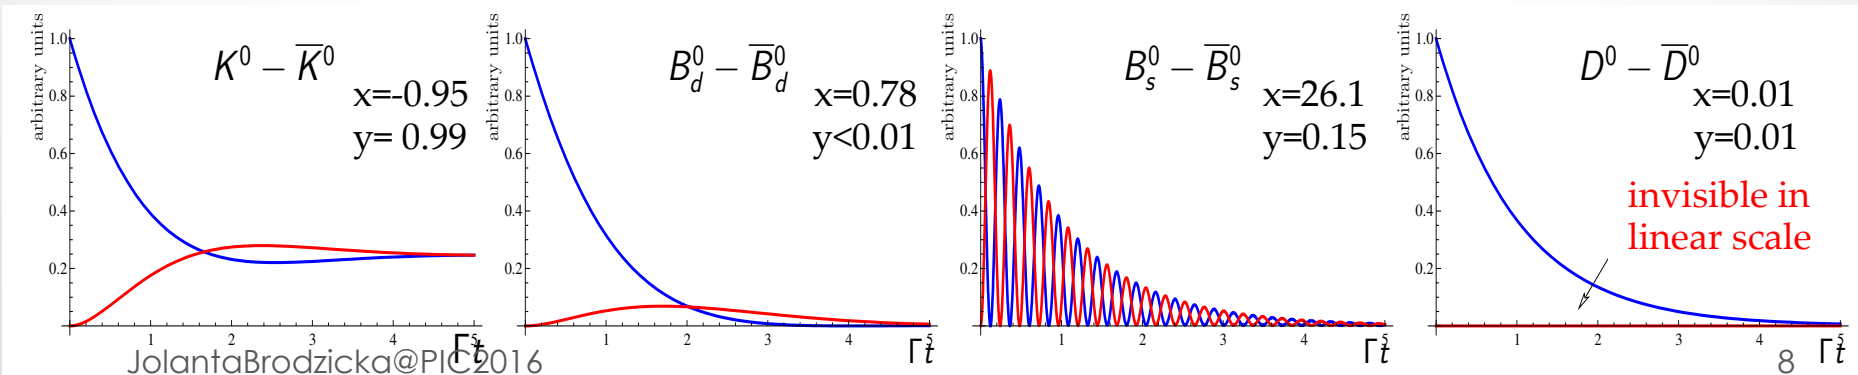 arbitrary units
1.0
0.8
0.6
0.4
0.2
K⁰ − K̅⁰
x=-0.95
y= 0.99
1 2 3 4 5
Γt
arbitrary units
1.0
0.8
0.6
0.4
0.2
B⁰_d − B̅⁰_d
x=0.78
y<0.01
1 2 3 4 5
Γt
arbitrary units
1.0
0.8
0.6
0.4
0.2
B⁰_s − B̅⁰_s
x=26.1
y=0.15
1 2 3 4 5
Γt
arbitrary units
1.0
0.8
0.6
0.4
0.2
D⁰ − D̅⁰
x=0.01
y=0.01
invisible in
linear scale
1 2 3 4 5
Γt
JolantaBrodzicka@PIC2016
8